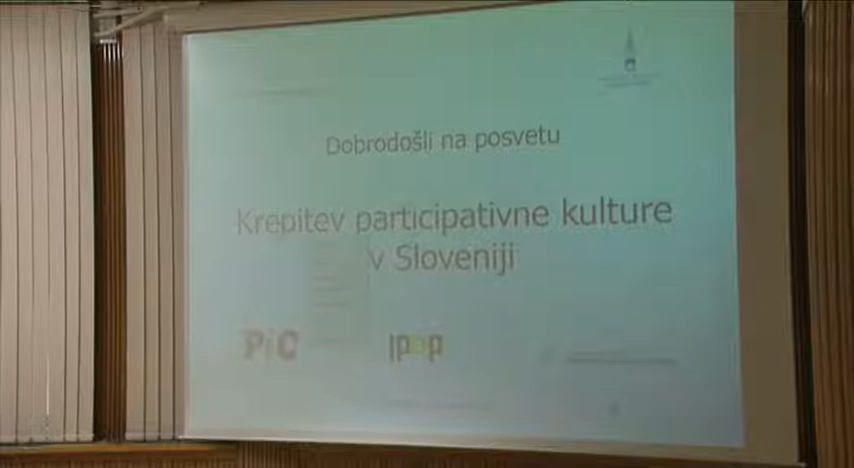 Dobrodošli na posvetu
Krepitev participativne kulture
v Sloveniji
PiC
ipop